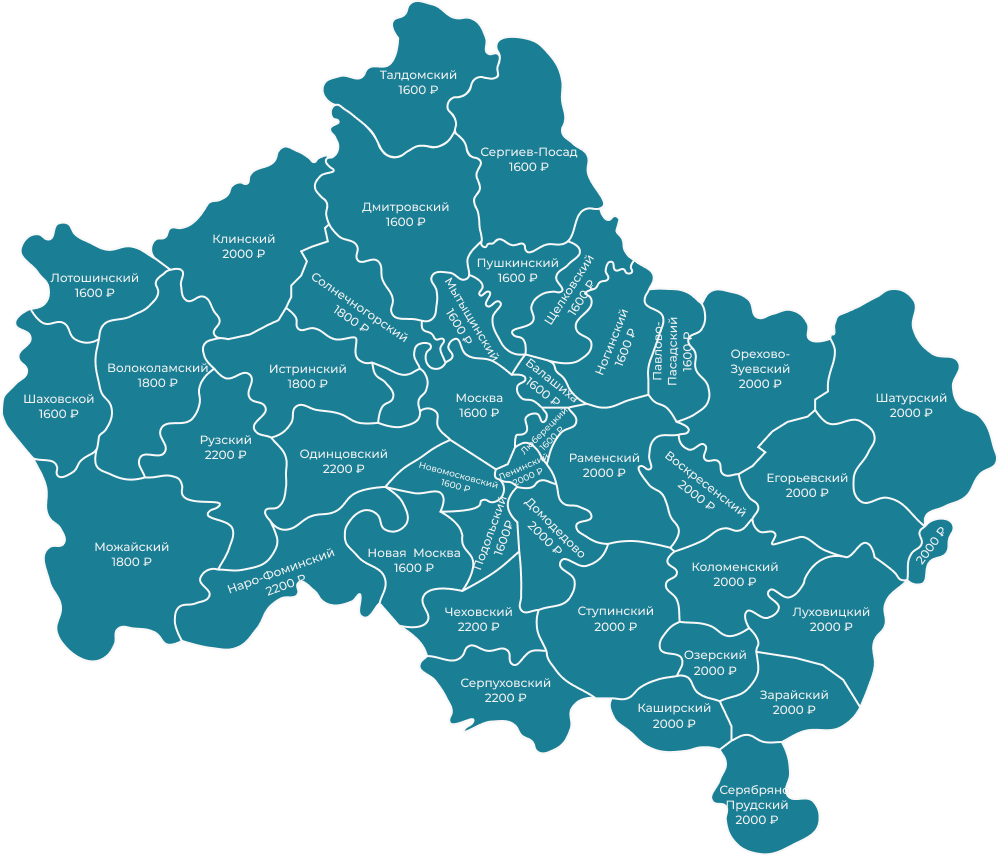 Талдомский
1600 ₽
Сергиев-Посад
1600 ₽
Дмитровский
1600 ₽
Клинский
2000 ₽
Лотошинский
1600 ₽
Пушкинский
1600 ₽
Щелковский
1600 ₽
Солнечногорский
1800 ₽
Мытыщинский
1600 ₽
Ногинский
1600 ₽
Павлово-
Пасадский
1600 ₽
Орехово-
Зуевский
2000 ₽
Волоколамский
1800 ₽
Истринский
1800 ₽
Шаховской
1600 ₽
Москва
1600 ₽
Балашиха
1600 ₽
Шатурский
2000 ₽
Люберецкий
1600 ₽
Рузский
2200 ₽
Одинцовский
2200 ₽
Новомосковский
1600 ₽
Ленинский
2000 ₽
Раменский
2000 ₽
Воскресенский
2000 ₽
Егорьевский
2000 ₽
Подольский
1600₽
Домодедово
2000 ₽
Можайский
1800 ₽
Наро-Фоминский
2200 ₽
Новая Москва
1600 ₽
2000 ₽
Коломенский
2000 ₽
Чеховский
2200 ₽
Ступинский
2000 ₽
Луховицкий
2000 ₽
Озерский
2000 ₽
Серпуховский
2200 ₽
Зарайский
2000 ₽
Каширский
2000 ₽
Серябряно
Прудский
2000 ₽